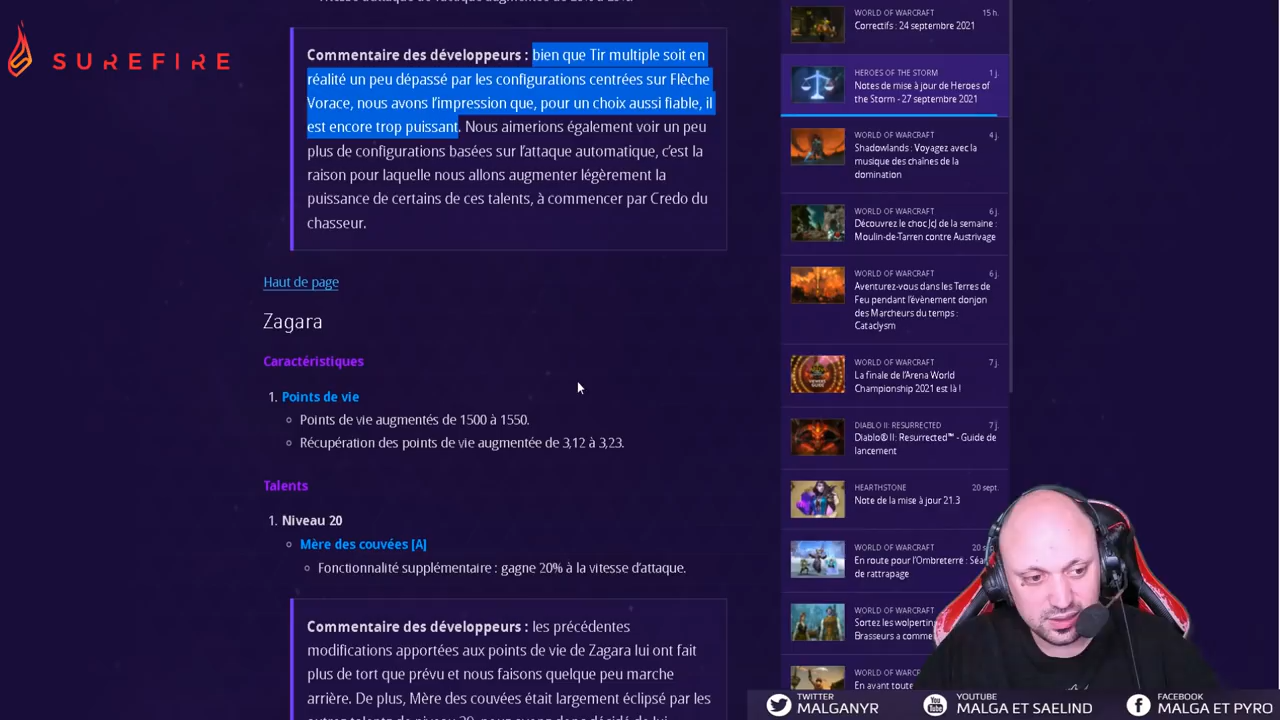 SUREFIRE
Commentaire des développeurs : bien que Tir multiple soit en
réalité un peu dépassé par les configurations centrées sur Flèche
Vorace, nous avons l'impression que, pour un choix aussi fiable, il
est encore trop puissant. Nous aimerions également voir un peu
plus de configurations basées sur l'attaque automatique, c'est la
raison pour laquelle nous allons augmenter légèrement la
puissance de certains de ces talents, à commencer par Credo du
chasseur.
Haut de page
Zagara
Caractéristiques
1. Points de vie
Points de vie augmentés de 1500 à 1550.
Récupération des points de vie augmentée de 3,12 à 3,23.
Talents
1. Niveau 20
Mère des couvées [A]
Fonctionnalité supplémentaire : gagne 20% à la vitesse d'attaque.
Commentaire des développeurs : les précédentes
modifications apportées aux points de vie de Zagara lui ont fait
plus de tort que prévu et nous faisons quelque peu marche
arrière. De plus, Mère des couvées était largement éclipsé par les
WORLD OF WARCRAFT 15 h.
Correctifs : 24 septembre 2021
HEROES OF THE STORM 1 j.
Notes de mise à jour de Heroes
of the Storm - 27 septembre 2021
WORLD OF WARCRAFT 4 j.
Shadowlands : Voyagez avec la
musique des chaînes de la
domination
WORLD OF WARCRAFT 6 j.
Découvrez le choc JcJ de la semaine :
Moulin-de-Tarren contre Austrivage
WORLD OF WARCRAFT 6 j.
Aventurez-vous dans les Terres de
Feu pendant l'évènement donjon
des Marcheurs du temps :
Cataclysm
WORLD OF WARCRAFT 7 j.
La finale de l'Arena World
Championship 2021 est là !
DIABLO II: RESURRECTED 7 j.
Diablo® II: Resurrected™ - Guide de
lancement
HEARTHSTONE 20 sept.
Note de la mise à jour 21.3
WORLD OF WARCRAFT 20
En route pour l'Ombreterre :
de rattrapage
WORLD OF WARCRAFT
Sortez les
Brasseurs a
WORLD OF
En avant
TWITTER
MALGANYR
YOUTUBE
MALGA ET SAELIND
FACEBOOK
MALGA ET PYRO